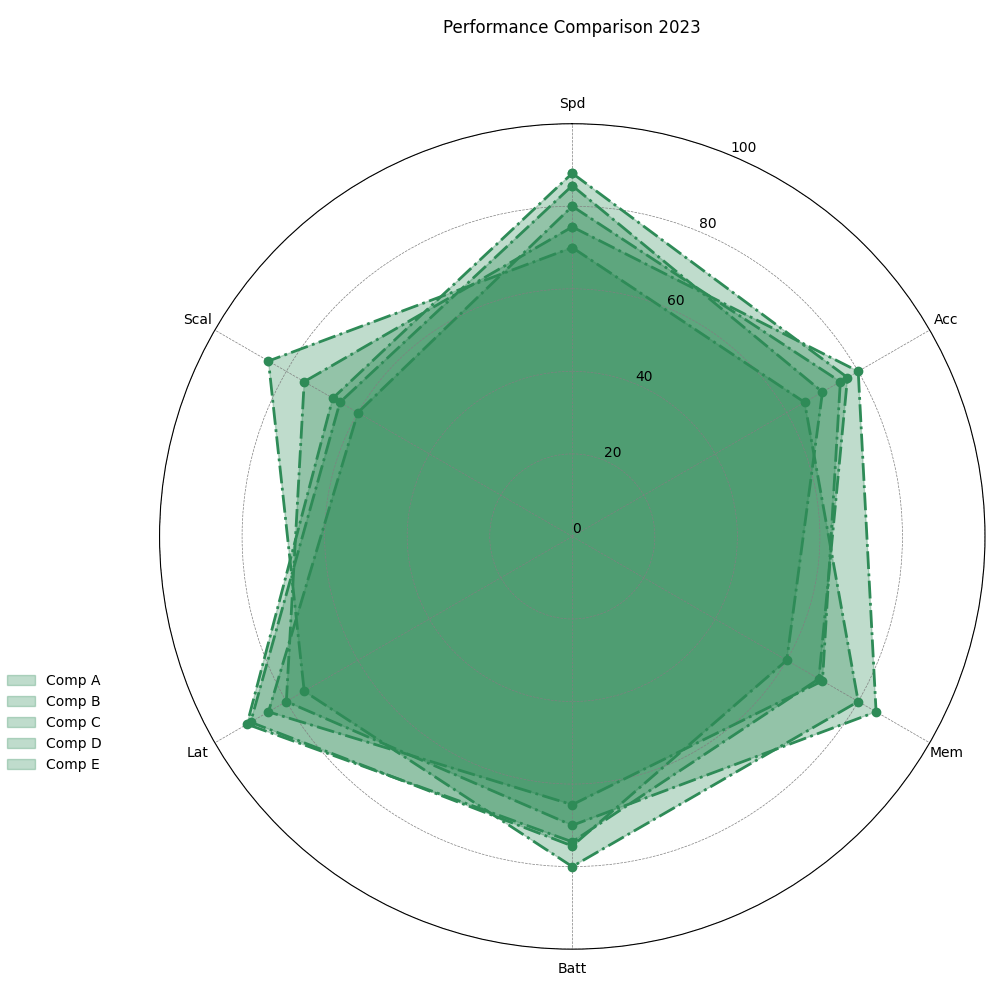 Performance Comparison 2023
Spd
100
80
60
40
20
0
Scal
Acc
Comp A
Comp B
Comp C
Comp D
Comp E
Lat
Mem
Batt